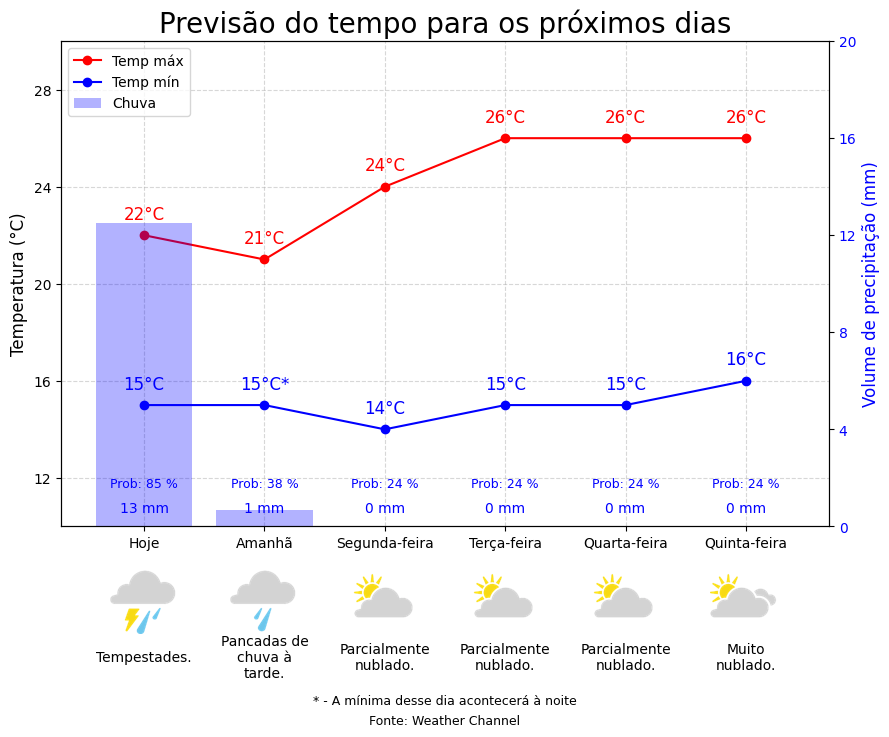 Previsão do tempo para os próximos dias
Temp máx
Temp mín
Chuva
Temperatura (°C)
28
24
20
16
12
Volume de precipitação (mm)
20
16
12
8
4
0
22°C
21°C
24°C
26°C
26°C
26°C
15°C
15°C*
14°C
15°C
15°C
16°C
Prob: 85 %
Prob: 38 %
Prob: 24 %
Prob: 24 %
Prob: 24 %
Prob: 24 %
13 mm
1 mm
0 mm
0 mm
0 mm
0 mm
Hoje
Amanhã
Segunda-feira
Terça-feira
Quarta-feira
Quinta-feira
Tempestades.
Pancadas de
chuva à
tarde.
Parcialmente
nublado.
Parcialmente
nublado.
Parcialmente
nublado.
Muito
nublado.
* - A mínima desse dia acontecerá à noite
Fonte: Weather Channel